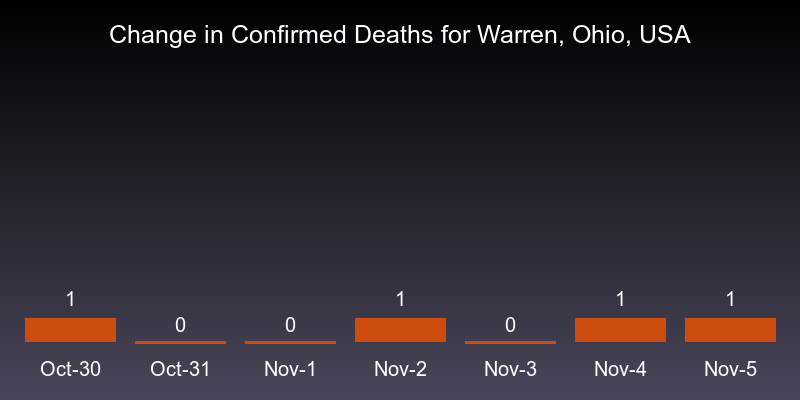 Change in Confirmed Deaths for Warren, Ohio, USA
1 0 0 1 0 1 1
Oct-30 Oct-31 Nov-1 Nov-2 Nov-3 Nov-4 Nov-5